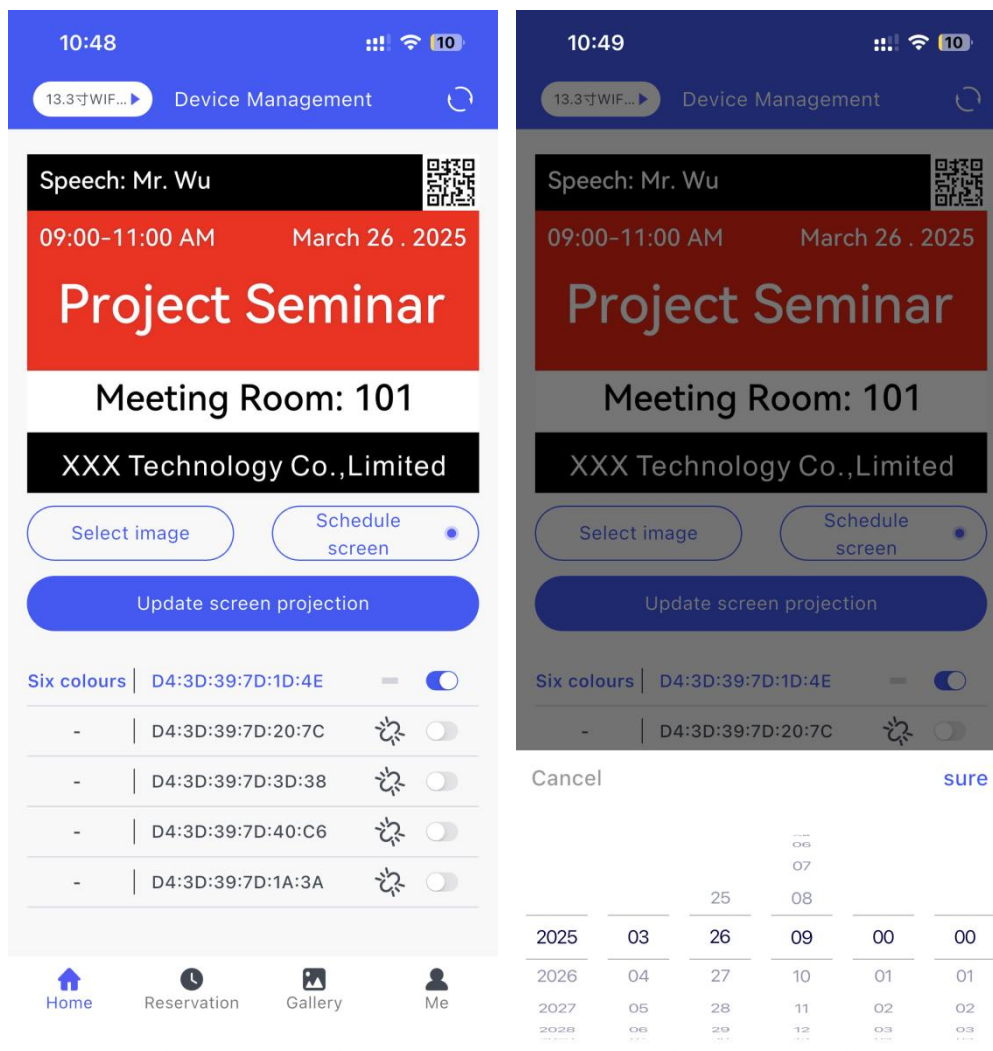 10:48
10
13.3寸WIF...
Device Management
Speech: Mr. Wu
09:00-11:00 AM
March 26 . 2025
Project Seminar
Meeting Room: 101
XXX Technology Co.,Limited
Select image
Schedule
screen
Update screen projection
Six colours D4:3D:39:7D:1D:4E
- D4:3D:39:7D:20:7C
- D4:3D:39:7D:3D:38
- D4:3D:39:7D:40:C6
- D4:3D:39:7D:1A:3A
Home
Reservation
Gallery
Me
10:49
10
13.3寸WIF...
Device Management
Speech: Mr. Wu
09:00-11:00 AM
March 26 . 2025
Project Seminar
Meeting Room: 101
XXX Technology Co.,Limited
Select image
Schedule
screen
Update screen projection
Six colours D4:3D:39:7D:1D:4E
- D4:3D:39:7D:20:7C
Cancel
sure
06
07
25 08
2025 03 26 09 00 00
2026 04 27 10 01 01
2027 05 28 11 02 02
2028 06 29 12 03 03